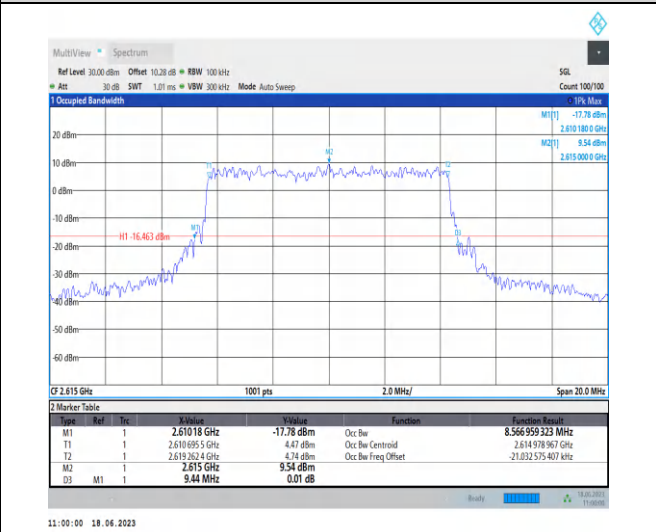 MultiView Spectrum
Ref Level 30.00 dBm Offset 10.28 dB RBW 100 kHz SGL
Att 30 dB SWT 1.01 ms VBW 300 kHz Mode Auto Sweep Count 100/100
1 Occupied Bandwidth 1Pk Max
M1[1] -17.78 dBm
2.610 180 0 GHz
20 dBm
M2[1] 9.54 dBm
2.615 000 0 GHz
M2
10 dBm
T1 T2
0 dBm
-10 dBm
M1
D3
H1 -16.463 dBm
-20 dBm
-30 dBm
-40 dBm
-50 dBm
-60 dBm
CF 2.615 GHz 1001 pts 2.0 MHz/ Span 20.0 MHz
2 Marker Table
Type Ref Trc X-Value Y-Value Function Function Result
M1 1 2.61018 GHz -17.78 dBm Occ Bw 8.566 959 323 MHz
T1 1 2.610 695 5 GHz 4.47 dBm Occ Bw Centroid 2.614 978 967 GHz
T2 1 2.619 262 4 GHz 4.74 dBm Occ Bw Freq Offset -21.032 575 407 kHz
M2 1 2.615 GHz 9.54 dBm
D3 M1 1 9.44 MHz 0.01 dB
Ready 18.06.2023
11:00:00
11:00:00 18.06.2023